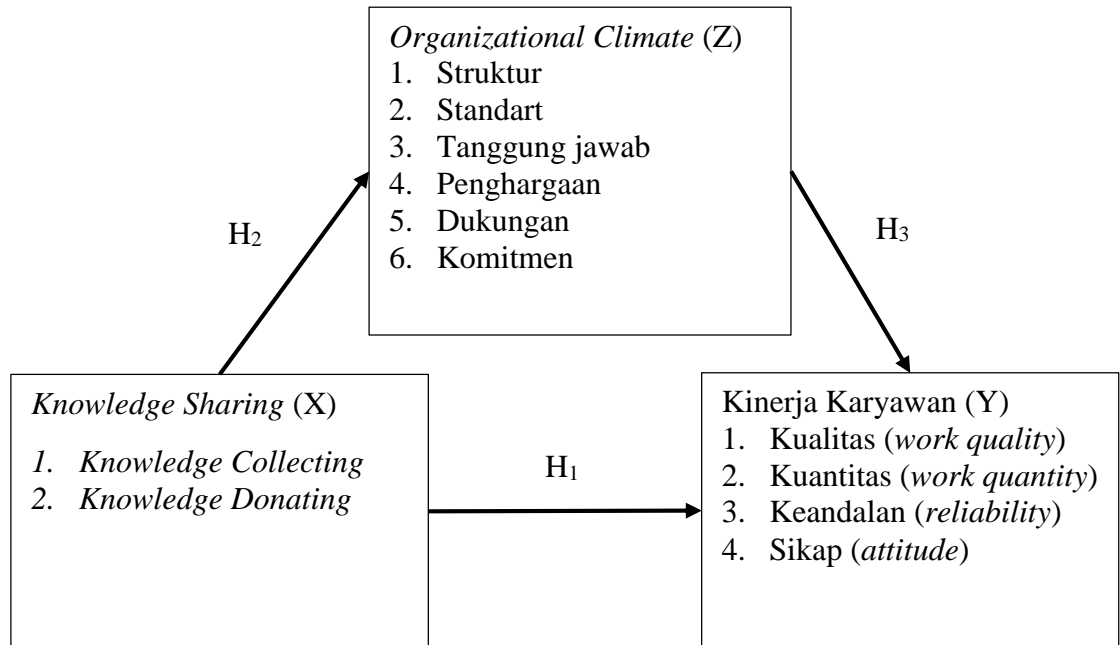 Organizational Climate (Z)
1. Struktur
2. Standart
3. Tanggung jawab
4. Penghargaan
5. Dukungan
6. Komitmen
H2
H3
Knowledge Sharing (X)
1. Knowledge Collecting
2. Knowledge Donating
H1
Kinerja Karyawan (Y)
1. Kualitas (work quality)
2. Kuantitas (work quantity)
3. Keandalan (reliability)
4. Sikap (attitude)